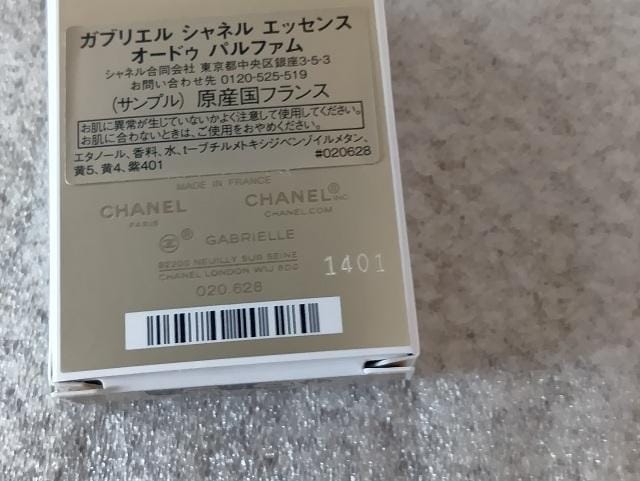 ガブリエル シャネル エッセンス
オードゥ パルファム
シャネル合同会社 東京都中央区銀座3-5-3
お問い合わせ先 0120-525-519
(サンプル) 原産国フランス
お肌に異常が生じていないかよく注意して使用してください。
お肌に合わないときは、ご使用をおやめください。
エタノール、香料、水、t-ブチルメトキシジベンゾイルメタン、
黄5、黄4、紫401 #020628
MADE IN FRANCE
CHANEL CHANEL® INC
PARIS CHANEL.COM
GABRIELLE
92200 NEUILLY SUR SEINE
CHANEL LONDON W1J 8DG
1401
020.628